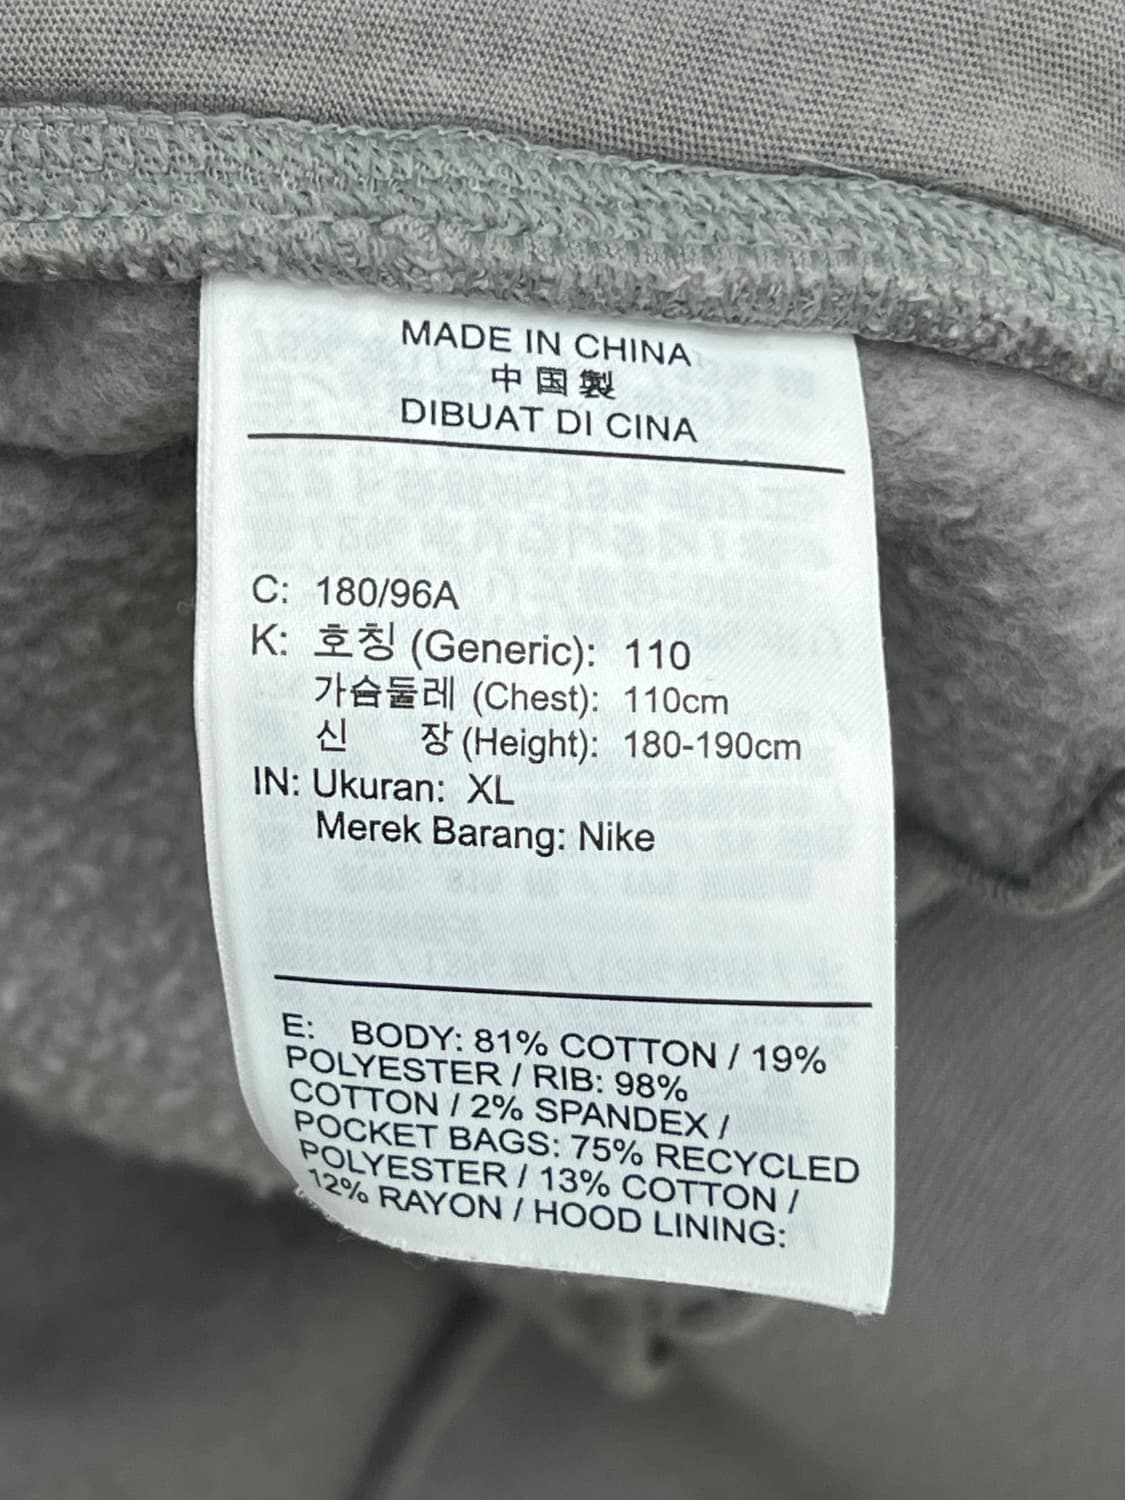 MADE IN CHINA
中国製
DIBUAT DI CINA
C: 180/96A
K: 호칭 (Generic): 110
가슴둘레 (Chest): 110cm
신 장 (Height): 180-190cm
IN: Ukuran: XL
Merek Barang: Nike
E: BODY: 81% COTTON / 19%
POLYESTER / RIB: 98%
COTTON / 2% SPANDEX /
POCKET BAGS: 75% RECYCLED
POLYESTER / 13% COTTON /
12% RAYON / HOOD LINING: